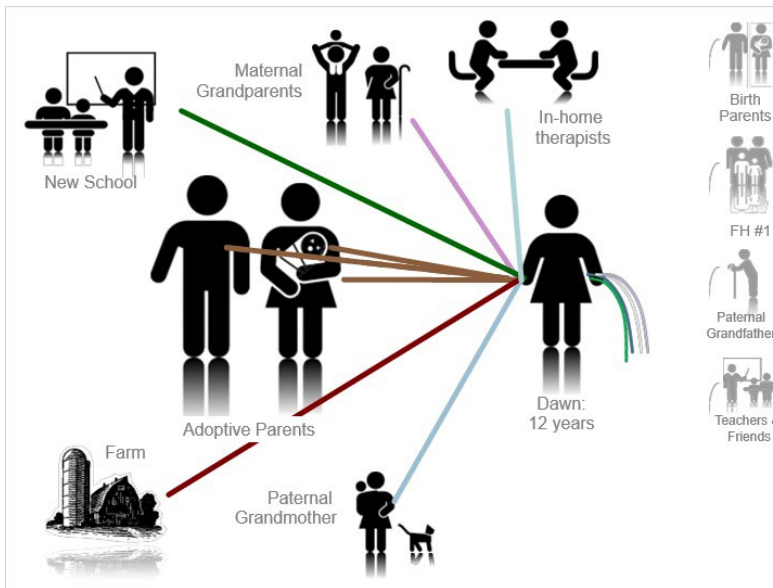 Maternal
Grandparents
In-home
therapists
New School
Birth
Parents
FH #1
Paternal
Grandfather
Adoptive Parents
Dawn:
12 years
Teachers &
Friends
Farm
Paternal
Grandmother